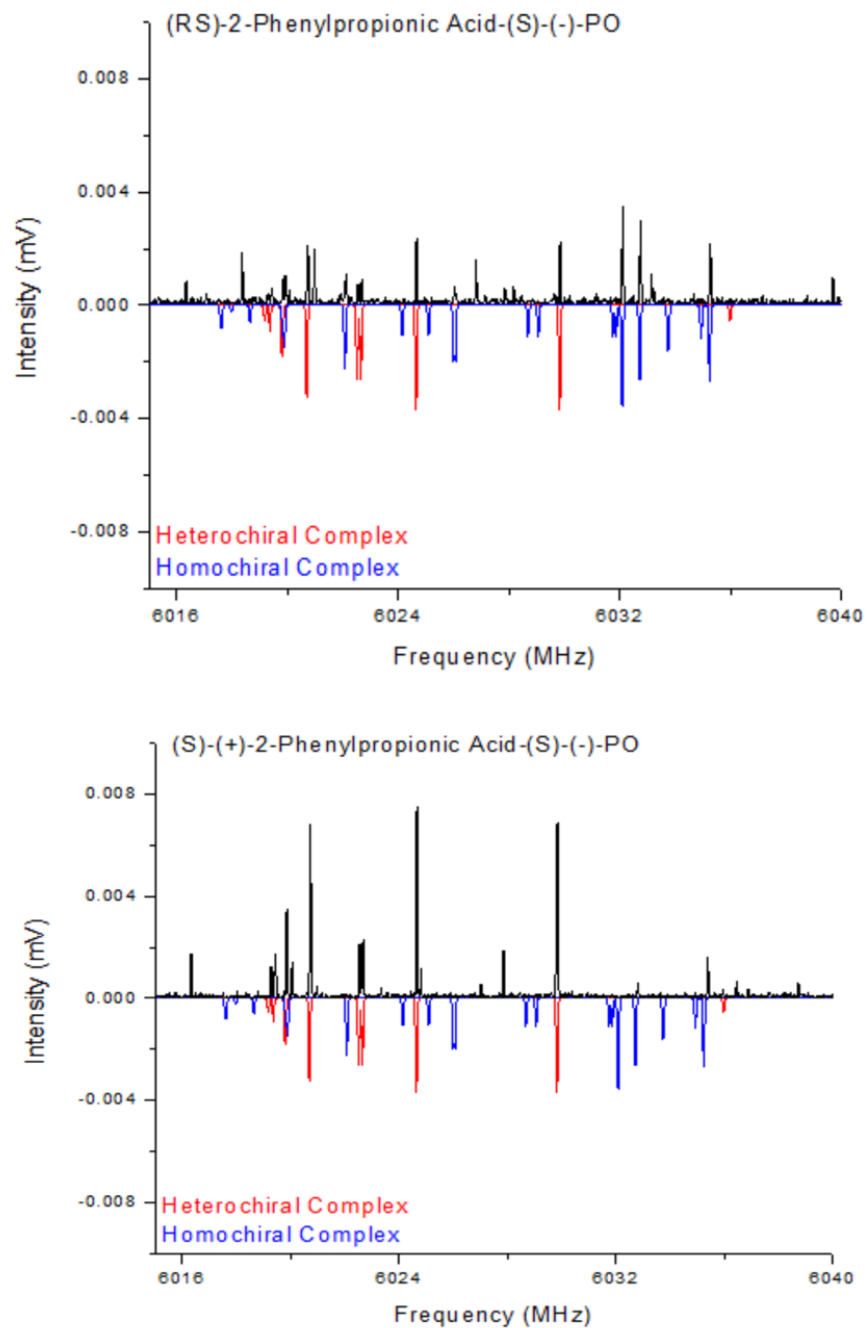 (RS)-2-Phenylpropionic Acid-(S)-(-)-PO
0.008
0.004
0.000
-0.004
-0.008
Intensity (mV)
Heterochiral Complex
Homochiral Complex
6016 6024 6032 6040
Frequency (MHz)
(S)-(+)-2-Phenylpropionic Acid-(S)-(-)-PO
0.008
0.004
0.000
-0.004
-0.008
Intensity (mV)
Heterochiral Complex
Homochiral Complex
6016 6024 6032 6040
Frequency (MHz)